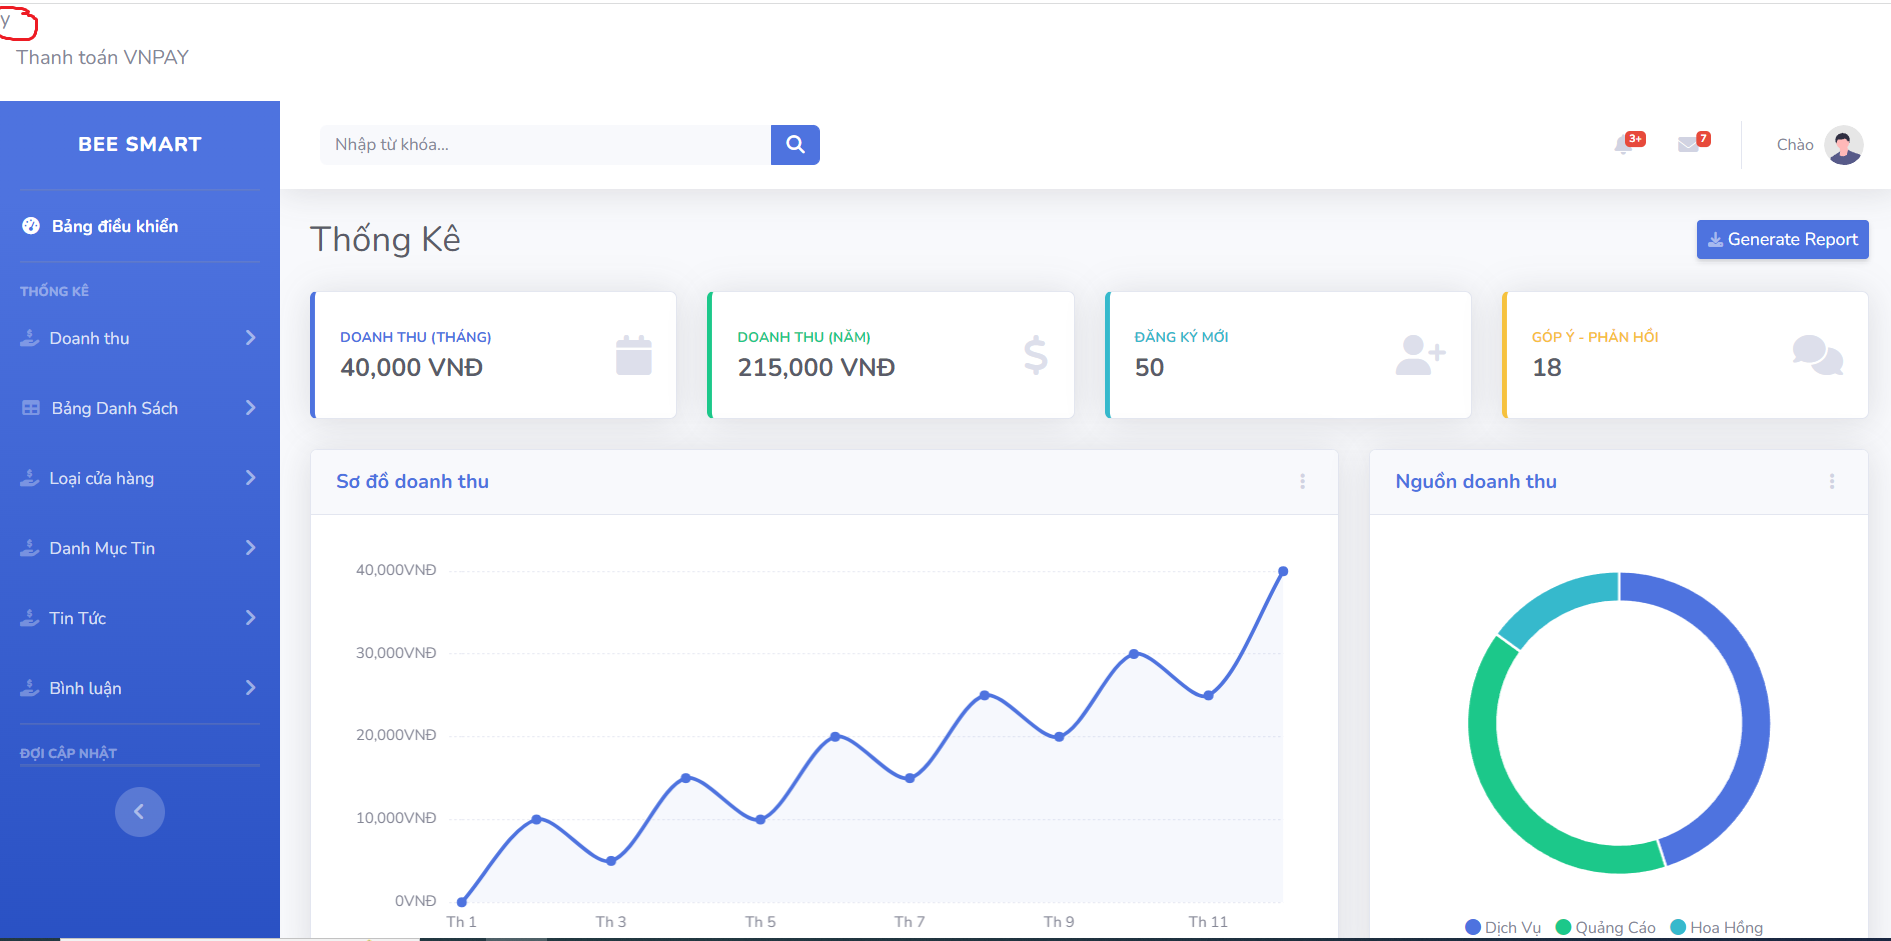 y
Thanh toán VNPAY
BEE SMART
Nhập từ khóa...
3+
7
Chào
Bảng điều khiển
THỐNG KÊ
Doanh thu
Bảng Danh Sách
Loại cửa hàng
Danh Mục Tin
Tin Tức
Bình luận
ĐỢI CẬP NHẬT
Thống Kê
Generate Report
DOANH THU (THÁNG)
40,000 VNĐ
DOANH THU (NĂM)
215,000 VNĐ
ĐĂNG KÝ MỚI
50
GÓP Ý - PHẢN HỒI
18
Sơ đồ doanh thu
40,000VNĐ
30,000VNĐ
20,000VNĐ
10,000VNĐ
0VNĐ
Th 1 Th 3 Th 5 Th 7 Th 9 Th 11
Nguồn doanh thu
Dịch Vụ Quảng Cáo Hoa Hồng